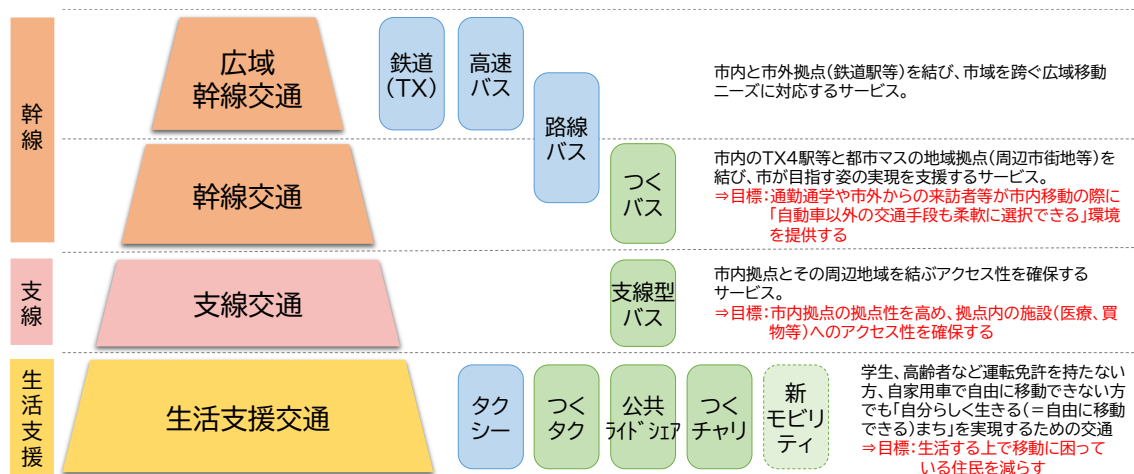 幹線
広域
幹線交通
鉄道
(TX)
高速
バス
路線
バス
市内と市外拠点(鉄道駅等)を結び、市域を跨ぐ広域移動
ニーズに対応するサービス。
幹線交通
つく
バス
市内のTX4駅等と都市マスの地域拠点(周辺市街地等)を
結び、市が目指す姿の実現を支援するサービス。
⇒目標:通勤通学や市外からの来訪者等が市内移動の際に
「自動車以外の交通手段も柔軟に選択できる」環境
を提供する
支線
支線交通
支線型
バス
市内拠点とその周辺地域を結ぶアクセス性を確保する
サービス。
⇒目標:市内拠点の拠点性を高め、拠点内の施設(医療、買
物等)へのアクセス性を確保する
生活支援
生活支援交通
タク
シー
つく
タク
公共
ライドシェア
つく
チャリ
新
モビリ
ティ
学生、高齢者など運転免許を持たない
方、自家用車で自由に移動できない方
でも「自分らしく生きる(=自由に移動
できる)まち」を実現するための交通
⇒目標:生活する上で移動に困って
いる住民を減らす